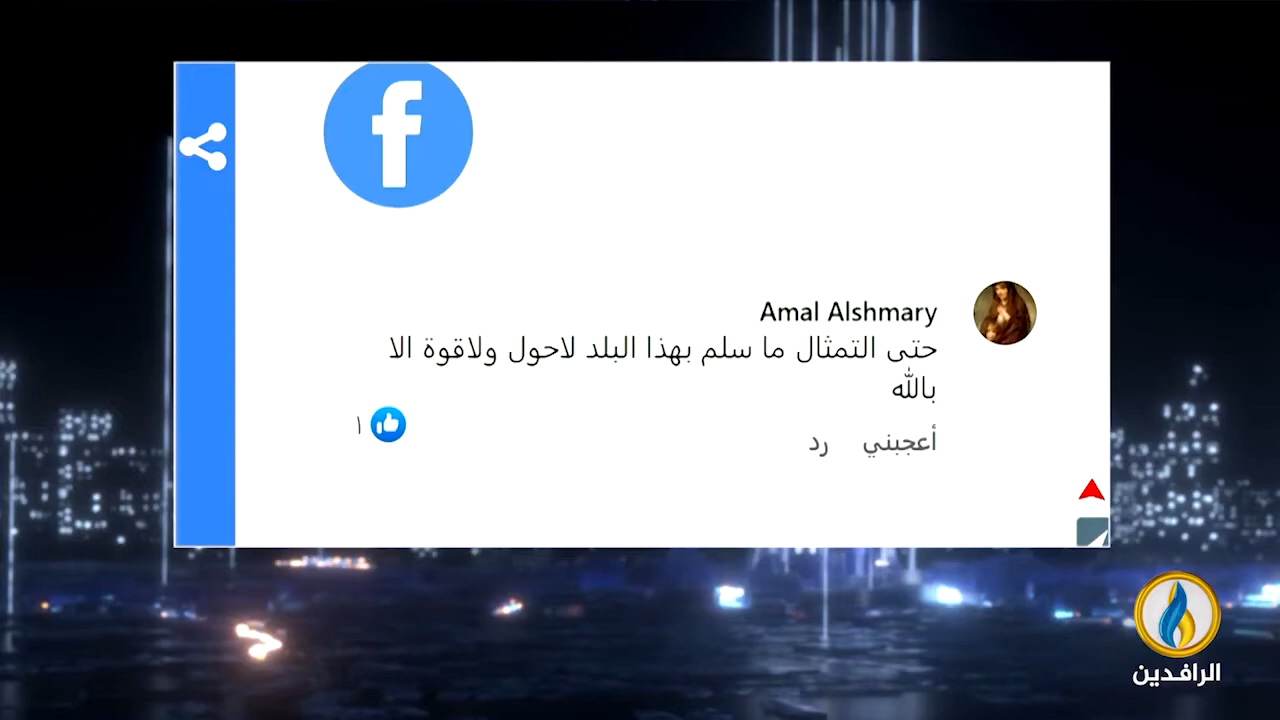 f
Amal Alshmary
حتى التمثال ما سلم بهذا البلد لاحول ولاقوة الا
بالله
١
أعجبني رد
الرافدين